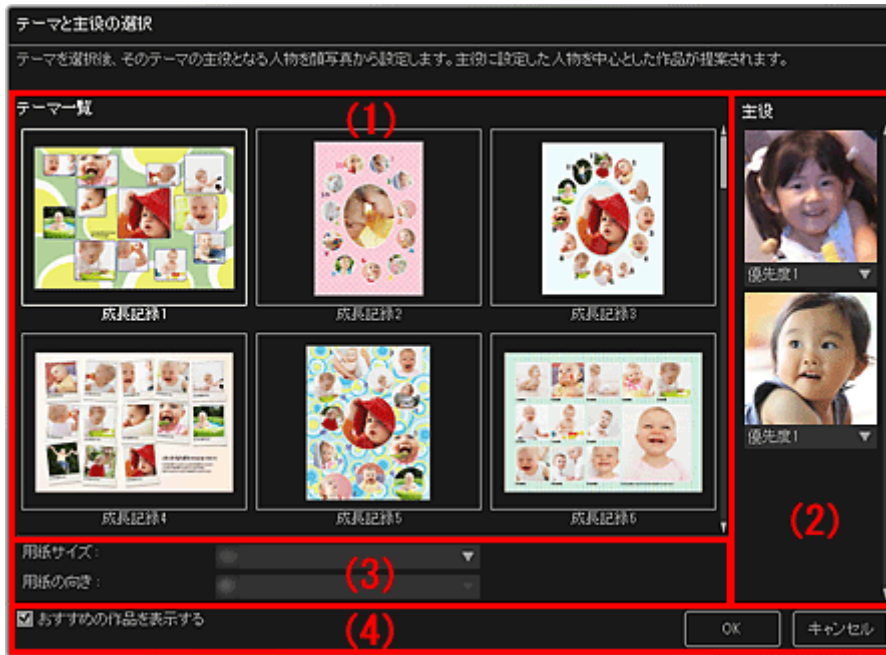 テーマと主役の選択
テーマを選択後、そのテーマの主役となる人物を顔写真から設定します。主役に設定した人物を中心とした作品が提案されます。
テーマ一覧
(1)
主役
成長記録1
成長記録2
成長記録3
優先度1
成長記録4
成長記録5
成長記録6
優先度1
(2)
用紙サイズ：
用紙の向き：
(3)
おすすめの作品を表示する
(4)
OK
キャンセル